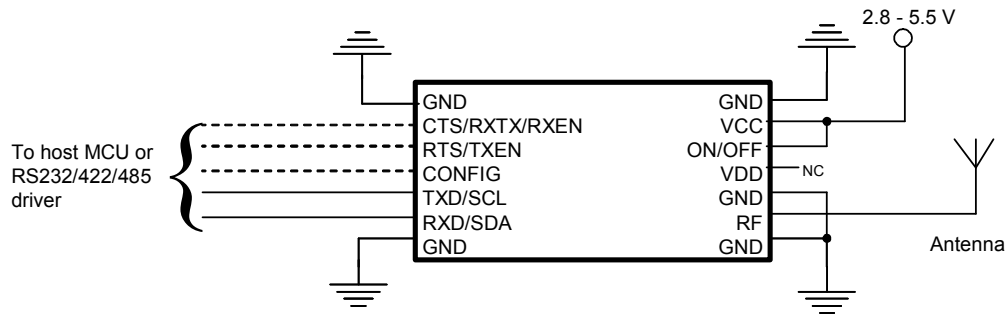 2.8 - 5.5 V
To host MCU or
RS232/422/485
driver
GND
CTS/RXTX/RXEN
RTS/TXEN
CONFIG
TXD/SCL
RXD/SDA
GND
GND
VCC
ON/OFF
VDD
GND
RF
GND
NC
Antenna